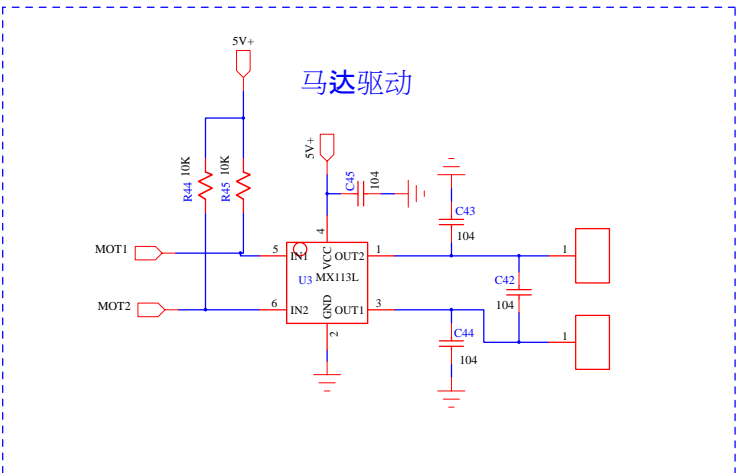 5V+
马达驱动
R44 10K
R45 10K
5V+
C45
104
C43
104
MOT1
5
IN1
VCC
4
OUT2
1
1
U3
MX113L
C42
104
MOT2
6
IN2
GND
2
OUT1
3
C44
104
1